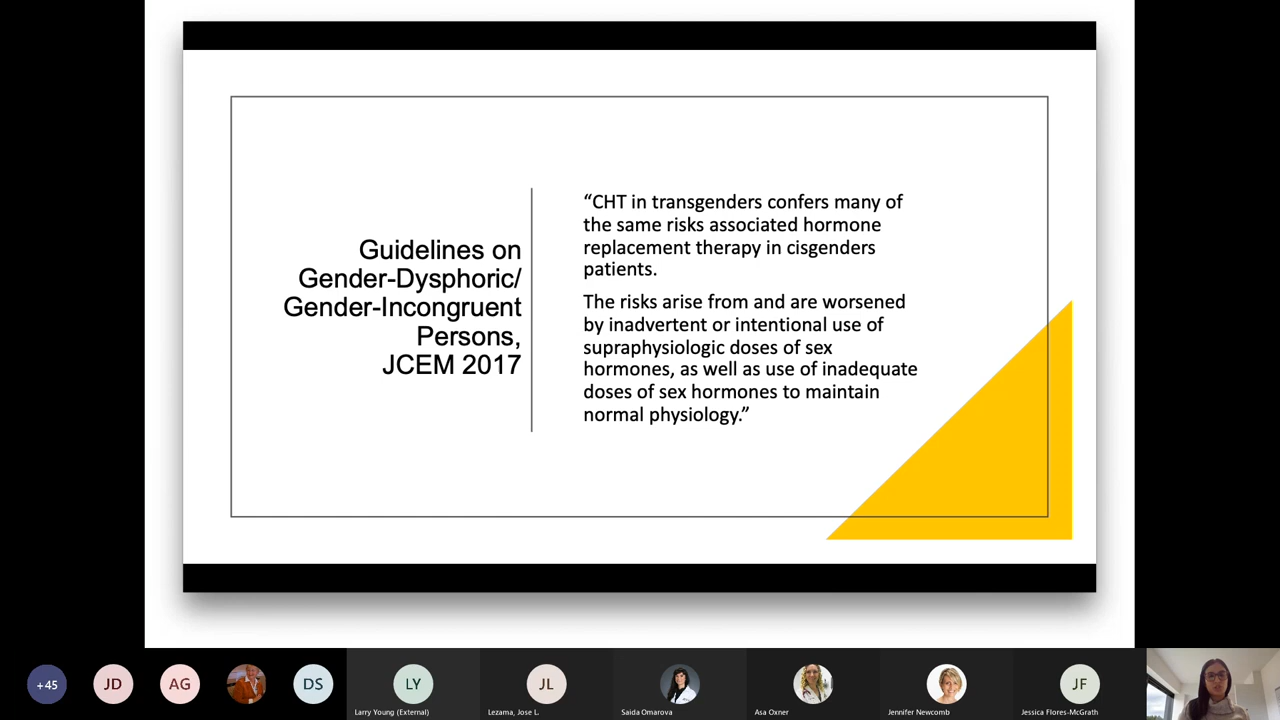 Guidelines on
Gender-Dysphoric/
Gender-Incongruent
Persons,
JCEM 2017
“CHT in transgenders confers many of
the same risks associated hormone
replacement therapy in cisgenders
patients.
The risks arise from and are worsened
by inadvertent or intentional use of
supraphysiologic doses of sex
hormones, as well as use of inadequate
doses of sex hormones to maintain
normal physiology.”
+45
JD
AG
DS
LY
JL
JF
Larry Young (External)
Lezama, Jose L.
Saida Omarova
Asa Oxner
Jennifer Newcomb
Jessica Flores-McGrath